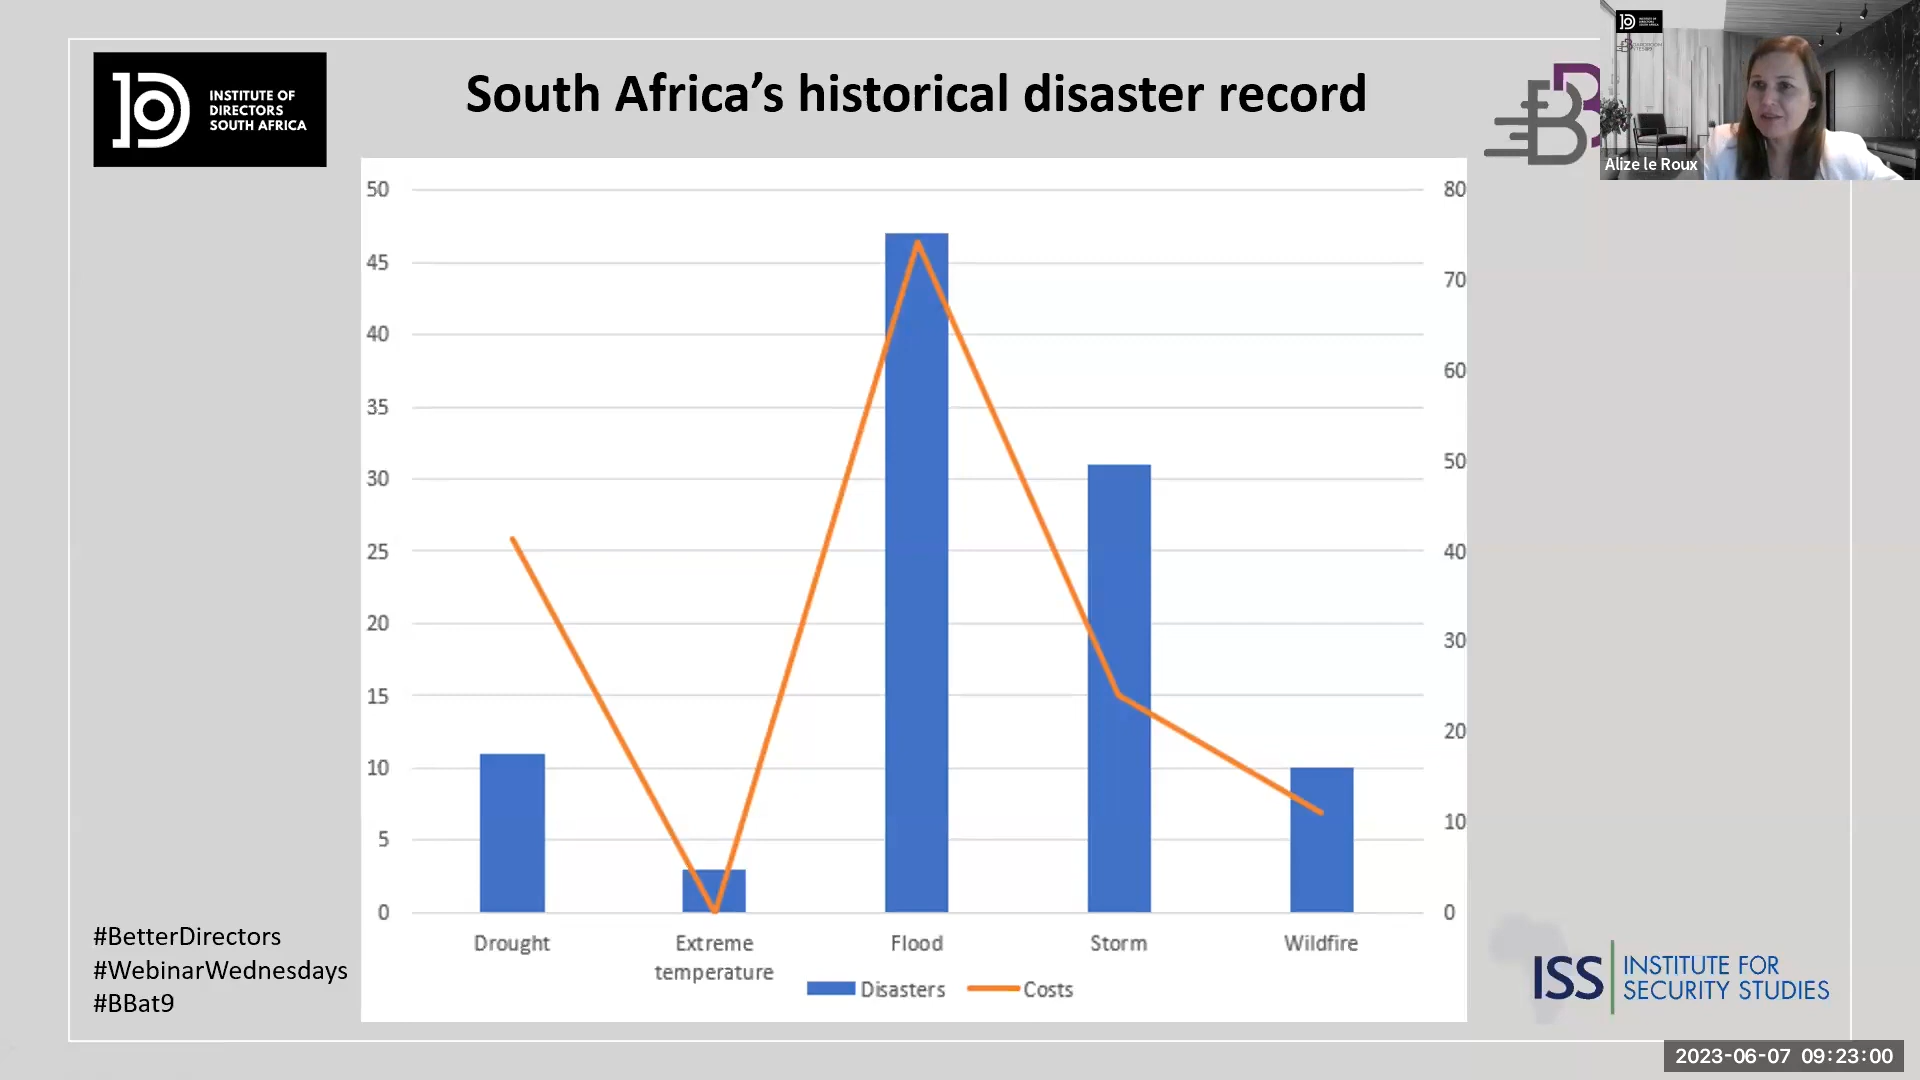 INSTITUTE OF
DIRECTORS
SOUTH AFRICA
South Africa's historical disaster record
Alize le Roux
50
45
40
35
30
25
20
15
10
5
0
80
70
60
50
40
30
20
10
0
Drought
Extreme
temperature
Flood
Storm
Wildfire
Disasters
Costs
#BetterDirectors
#WebinarWednesdays
#BBat9
ISS
INSTITUTE FOR
SECURITY STUDIES
2023-06-07 09:23:00